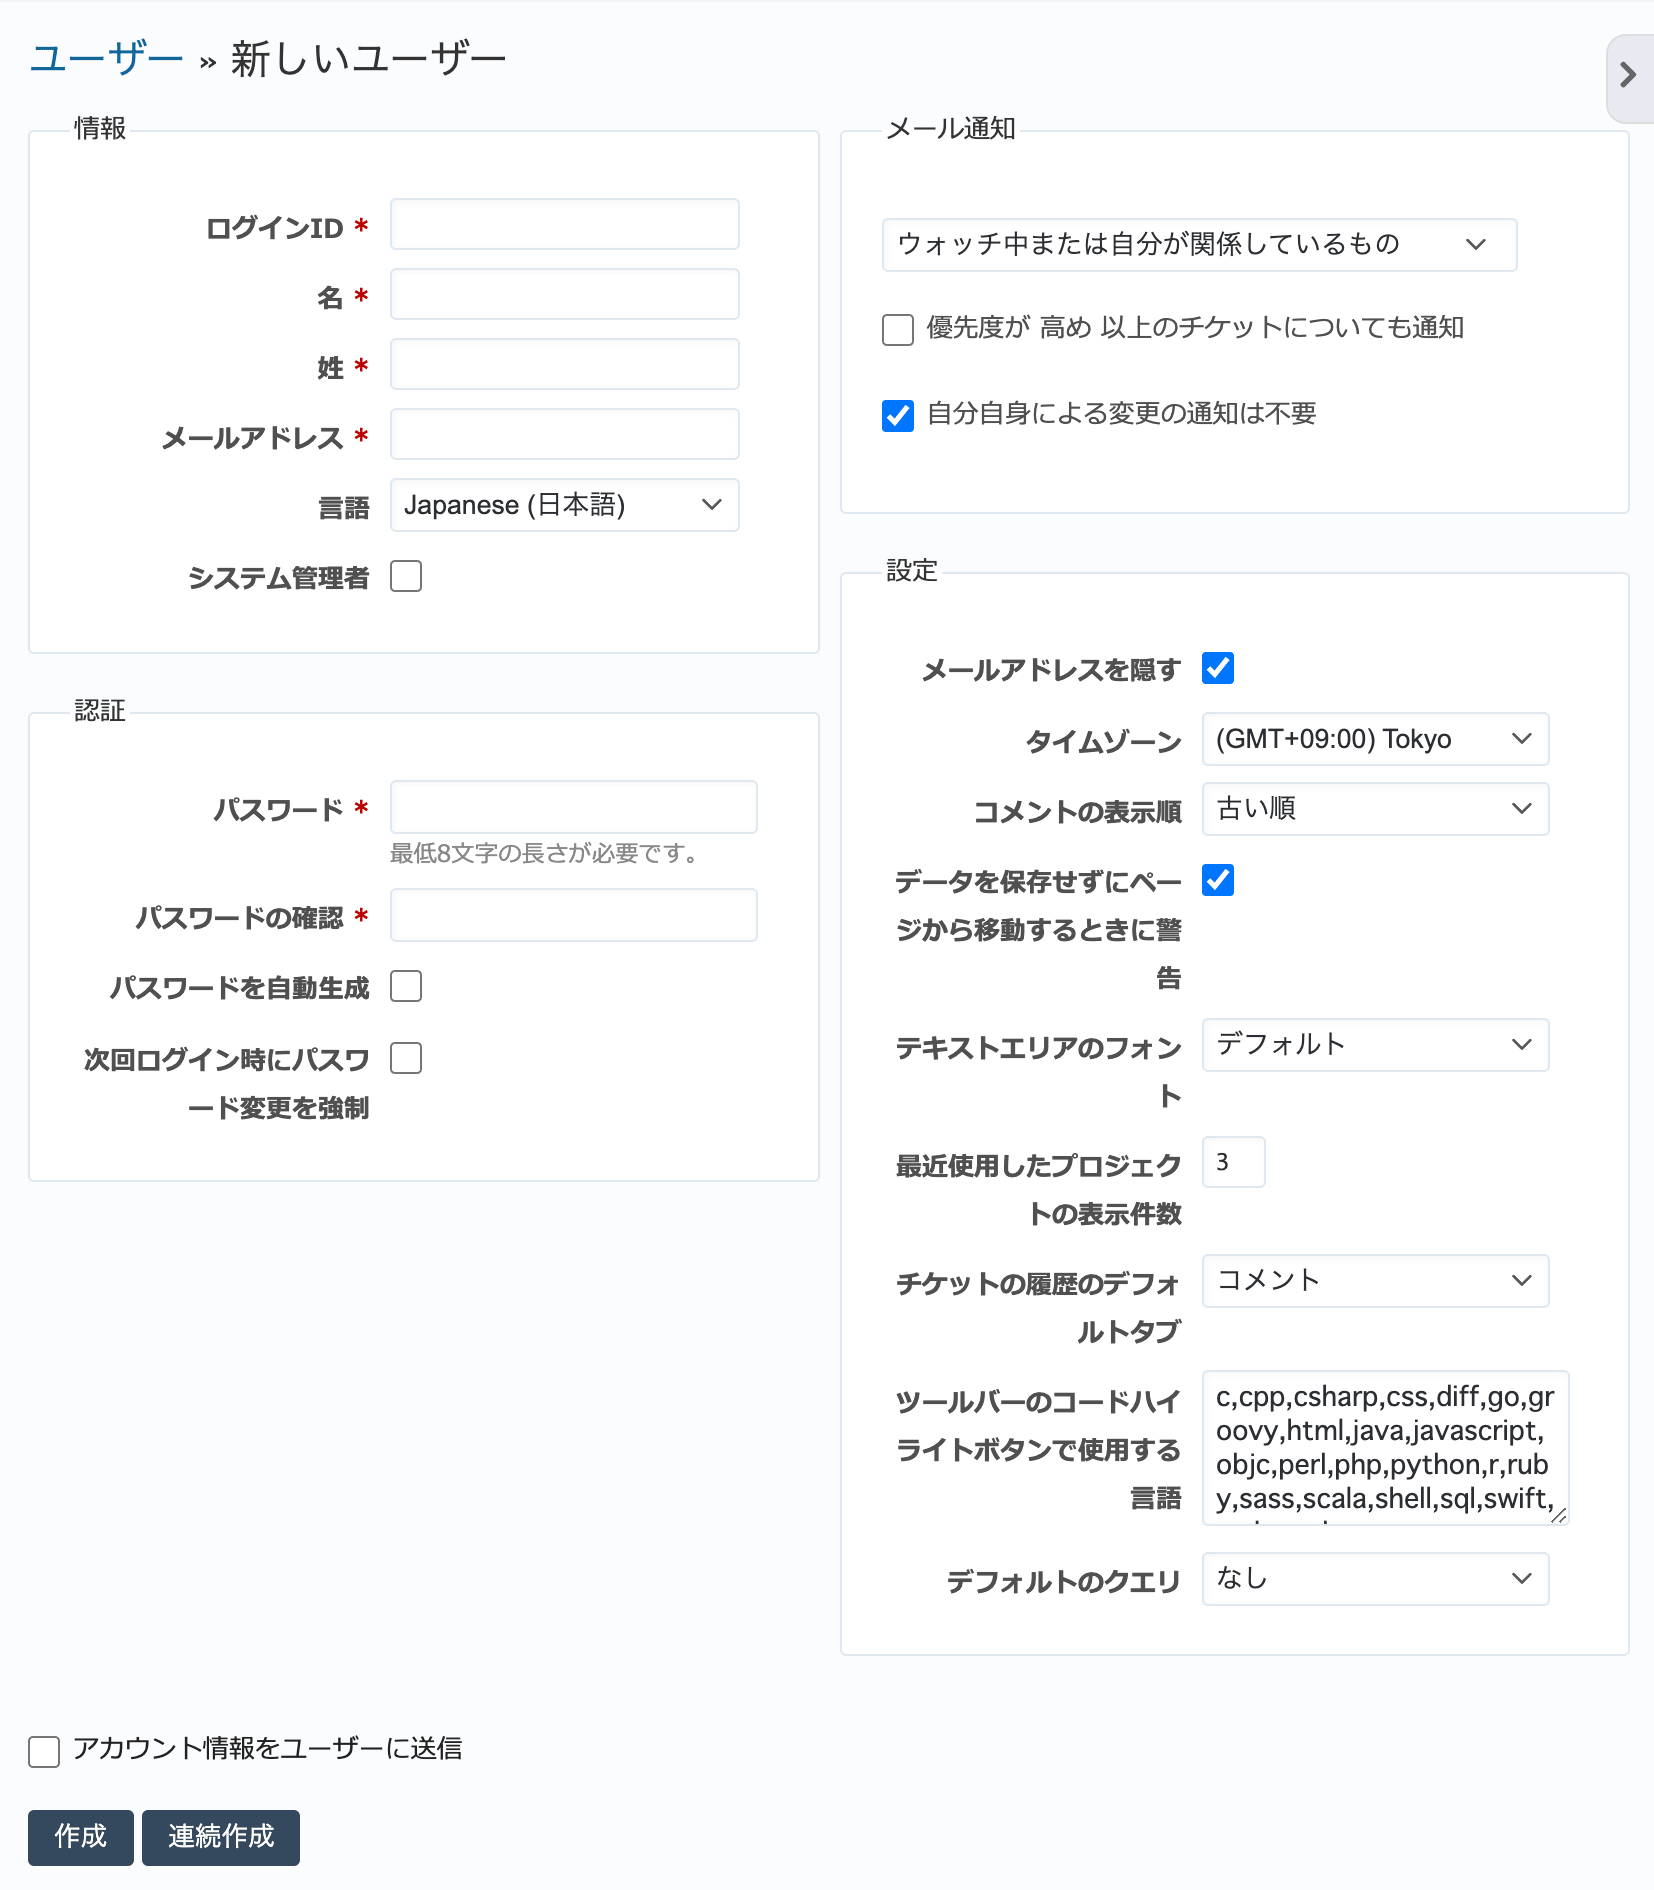 ユーザー » 新しいユーザー
情報
ログインID *
名 *
姓 *
メールアドレス *
言語 Japanese (日本語)
システム管理者
認証
パスワード *
最低8文字の長さが必要です。
パスワードの確認 *
パスワードを自動生成
次回ログイン時にパスワ
ード変更を強制
メール通知
ウォッチ中または自分が関係しているもの
優先度が 高め 以上のチケットについても通知
自分自身による変更の通知は不要
設定
メールアドレスを隠す
タイムゾーン (GMT+09:00) Tokyo
コメントの表示順 古い順
データを保存せずにペー
ジから移動するときに警
告
テキストエリアのフォン
ト
デフォルト
最近使用したプロジェク
トの表示件数
3
チケットの履歴のデフォ
ルトタブ
コメント
ツールバーのコードハイ
ライトボタンで使用する
言語
c,cpp,csharp,css,diff,go,gr
oovy,html,java,javascript,
objc,perl,php,python,r,rub
y,sass,scala,shell,sql,swift,
デフォルトのクエリ なし
アカウント情報をユーザーに送信
作成 連続作成